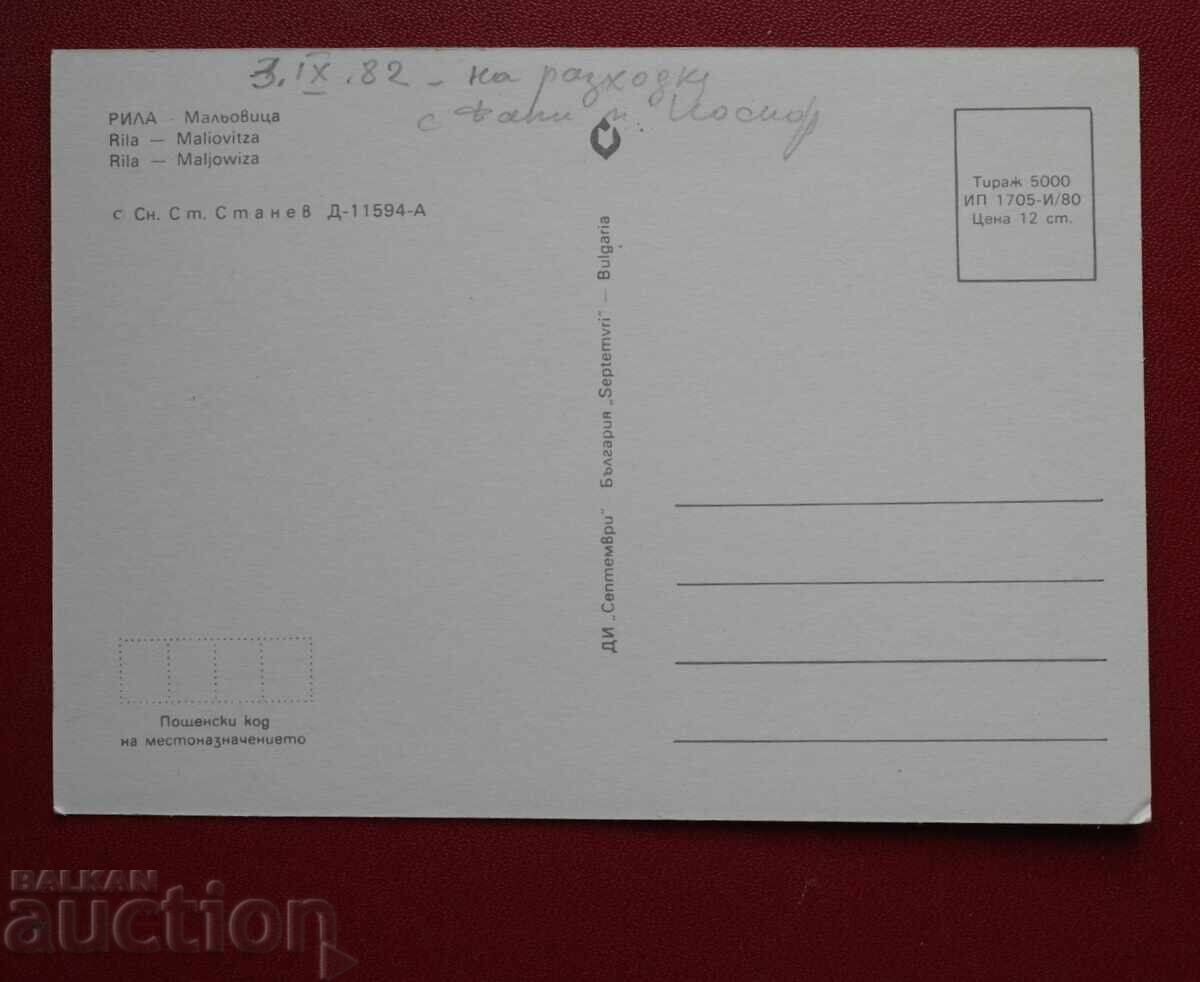 3.IX.82 - на разходка
с и Йосиф
РИЛА - Мальовица
Rila — Maliovitza
Rila — Maljowiza
с Сн. Ст. Станев Д-11594-А
Тираж 5000
ИП 1705-И/80
Цена 12 ст.
ДИ „Септември" България „Septemvri" — Bulgaria
Пощенски код
на местоназначението
BALKAN
auction